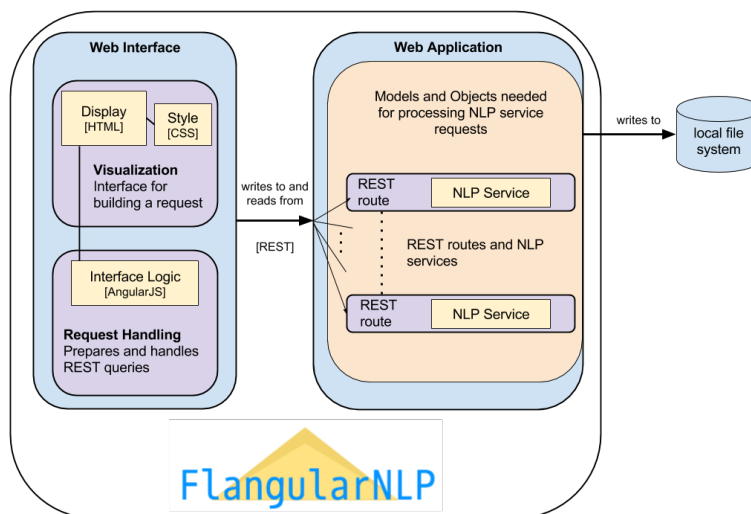 Web Interface
Display
[HTML]
Style
[CSS]
Visualization
Interface for
building a request
Interface Logic
[AngularJS]
Request Handling
Prepares and handles
REST queries
writes to and
reads from
[REST]
Web Application
Models and Objects needed
for processing NLP service
requests
REST
route
NLP Service
REST routes and NLP
services
REST
route
NLP Service
writes to
local file
system
FlangularNLP